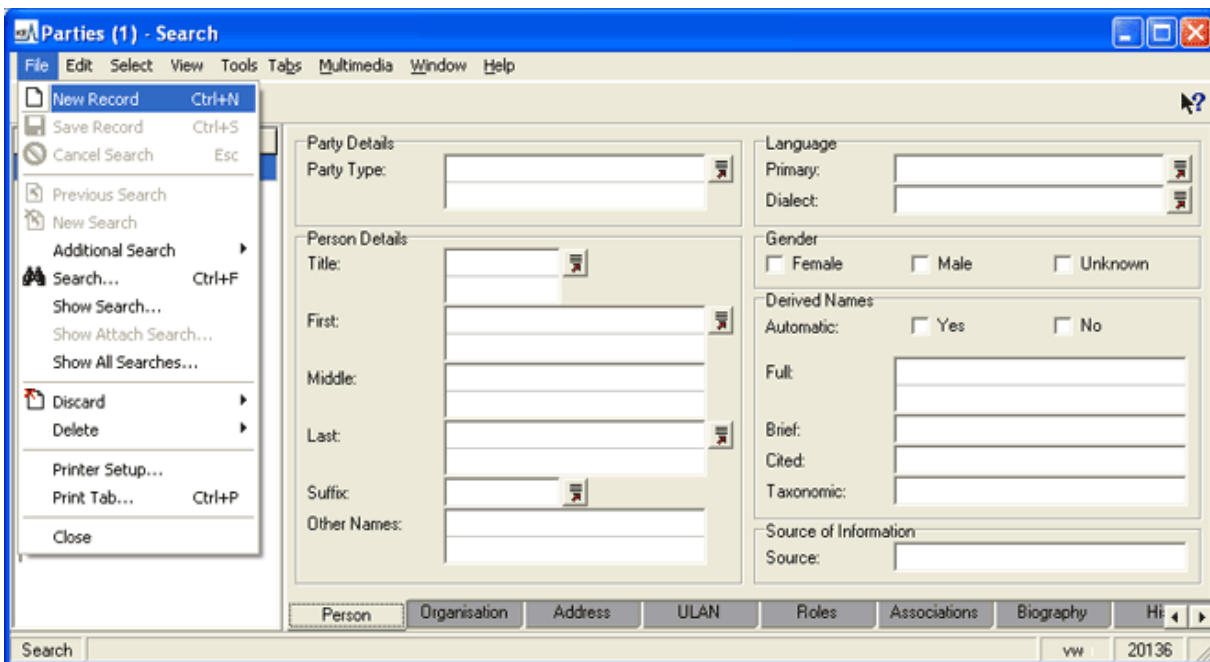 Parties (1) - Search
File Edit Select View Tools Tabs Multimedia Window Help
New Record Ctrl+N
Save Record Ctrl+S
Cancel Search Esc
Previous Search
New Search
Additional Search
Search... Ctrl+F
Show Search...
Show Attach Search...
Show All Searches...
Discard
Delete
Printer Setup...
Print Tab... Ctrl+P
Close
Party Details
Party Type:
Person Details
Title:
First:
Middle:
Last:
Suffix:
Other Names:
Language
Primary:
Dialect:
Gender
Female Male Unknown
Derived Names
Automatic: Yes No
Full:
Brief:
Cited:
Taxonomic:
Source of Information
Source:
Person Organisation Address ULAN Roles Associations Biography His
Search vw 20136